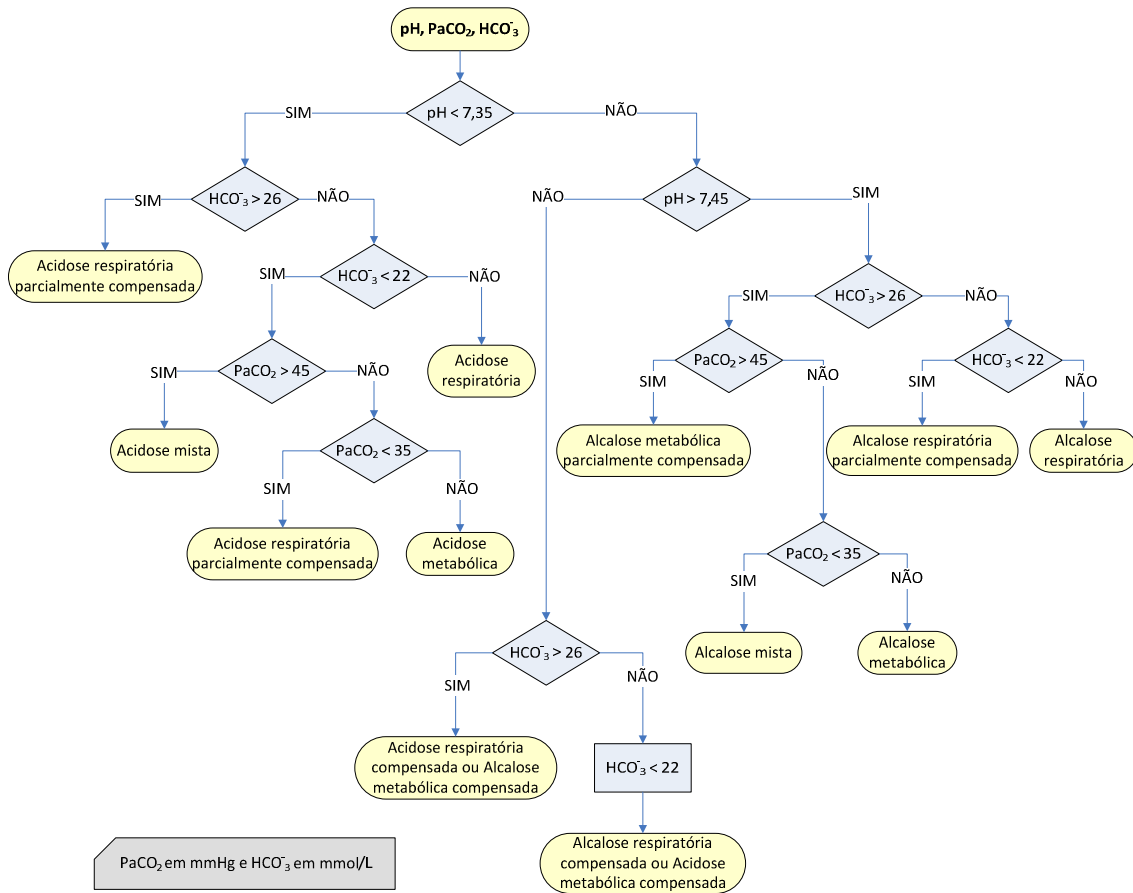 pH, PaCO₂, HCO⁻₃
pH < 7,35
SIM
NÃO
HCO⁻₃ > 26
SIM
NÃO
pH > 7,45
NÃO
SIM
Acidose respiratória
parcialmente compensada
HCO⁻₃ < 22
SIM
NÃO
HCO⁻₃ > 26
SIM
NÃO
PaCO₂ > 45
SIM
NÃO
Acidose
respiratória
PaCO₂ > 45
SIM
NÃO
HCO⁻₃ < 22
SIM
NÃO
Acidose mista
PaCO₂ < 35
SIM
NÃO
Alcalose metabólica
parcialmente compensada
Alcalose respiratória
parcialmente compensada
Alcalose
respiratória
Acidose respiratória
parcialmente compensada
Acidose
metabólica
PaCO₂ < 35
SIM
NÃO
Alcalose mista
Alcalose
metabólica
HCO⁻₃ > 26
SIM
NÃO
Acidose respiratória
compensada ou Alcalose
metabólica compensada
HCO⁻₃ < 22
Alcalose respiratória
compensada ou Acidose
metabólica compensada
PaCO₂ em mmHg e HCO⁻₃ em mmol/L